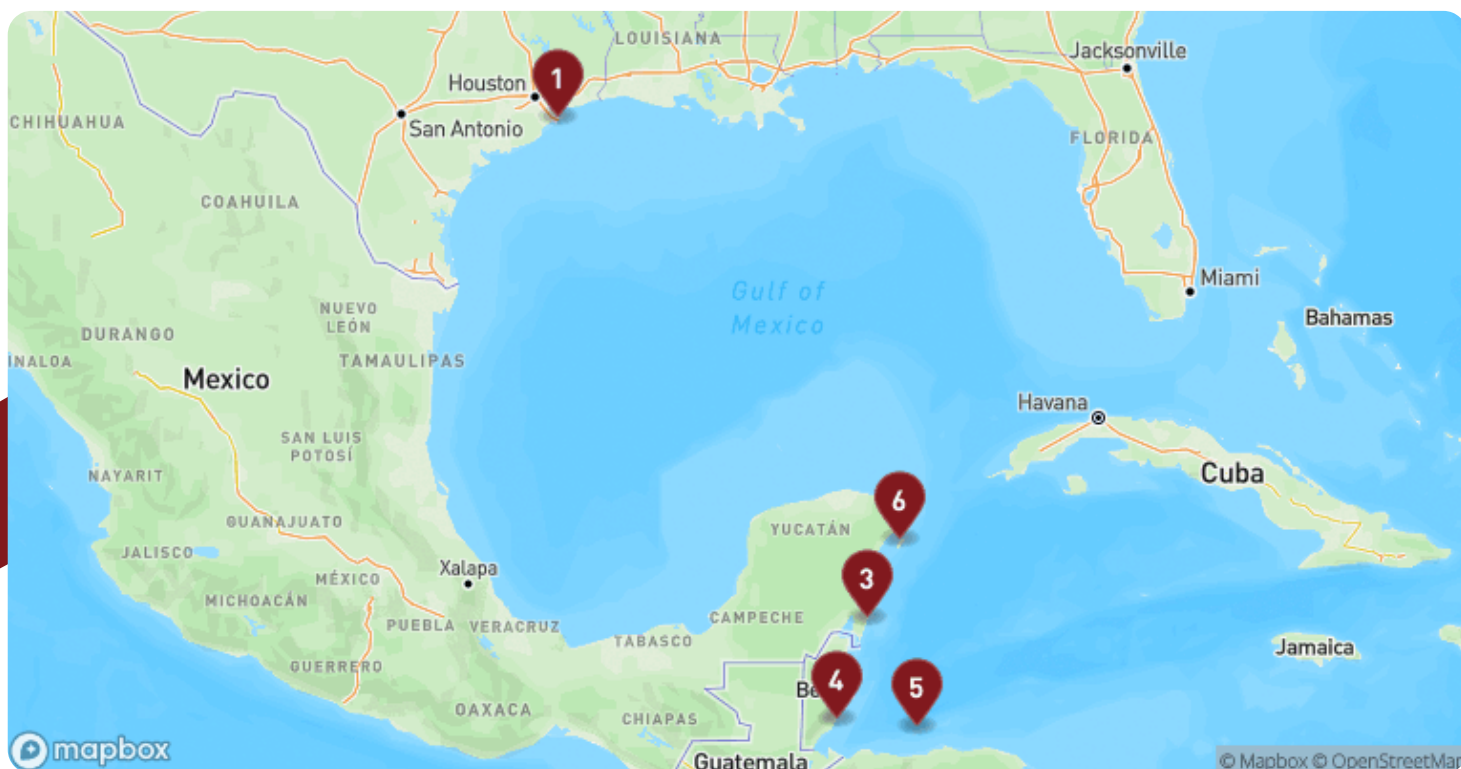 LOUISIANA
Jacksonville
Houston
1
CHIHUAHUA
San Antonio
FLORIDA
COAHUILA
Miami
Gulf of
Mexico
NUEVO
LEÓN
Bahamas
DURANGO
INALOA
TAMAULIPAS
Mexico
Havana
SAN LUIS
POTOSÍ
NAYARIT
Cuba
6
GUANAJUATO
YUCATÁN
JALISCO
Xalapa
MÉXICO
3
MICHOACÁN
CAMPECHE
PUEBLA
VERACRUZ
TABASCO
Jamaica
GUERRERO
Be
4
5
OAXACA
CHIAPAS
mapbox
Guatemala
© Mapbox © OpenStreetMap